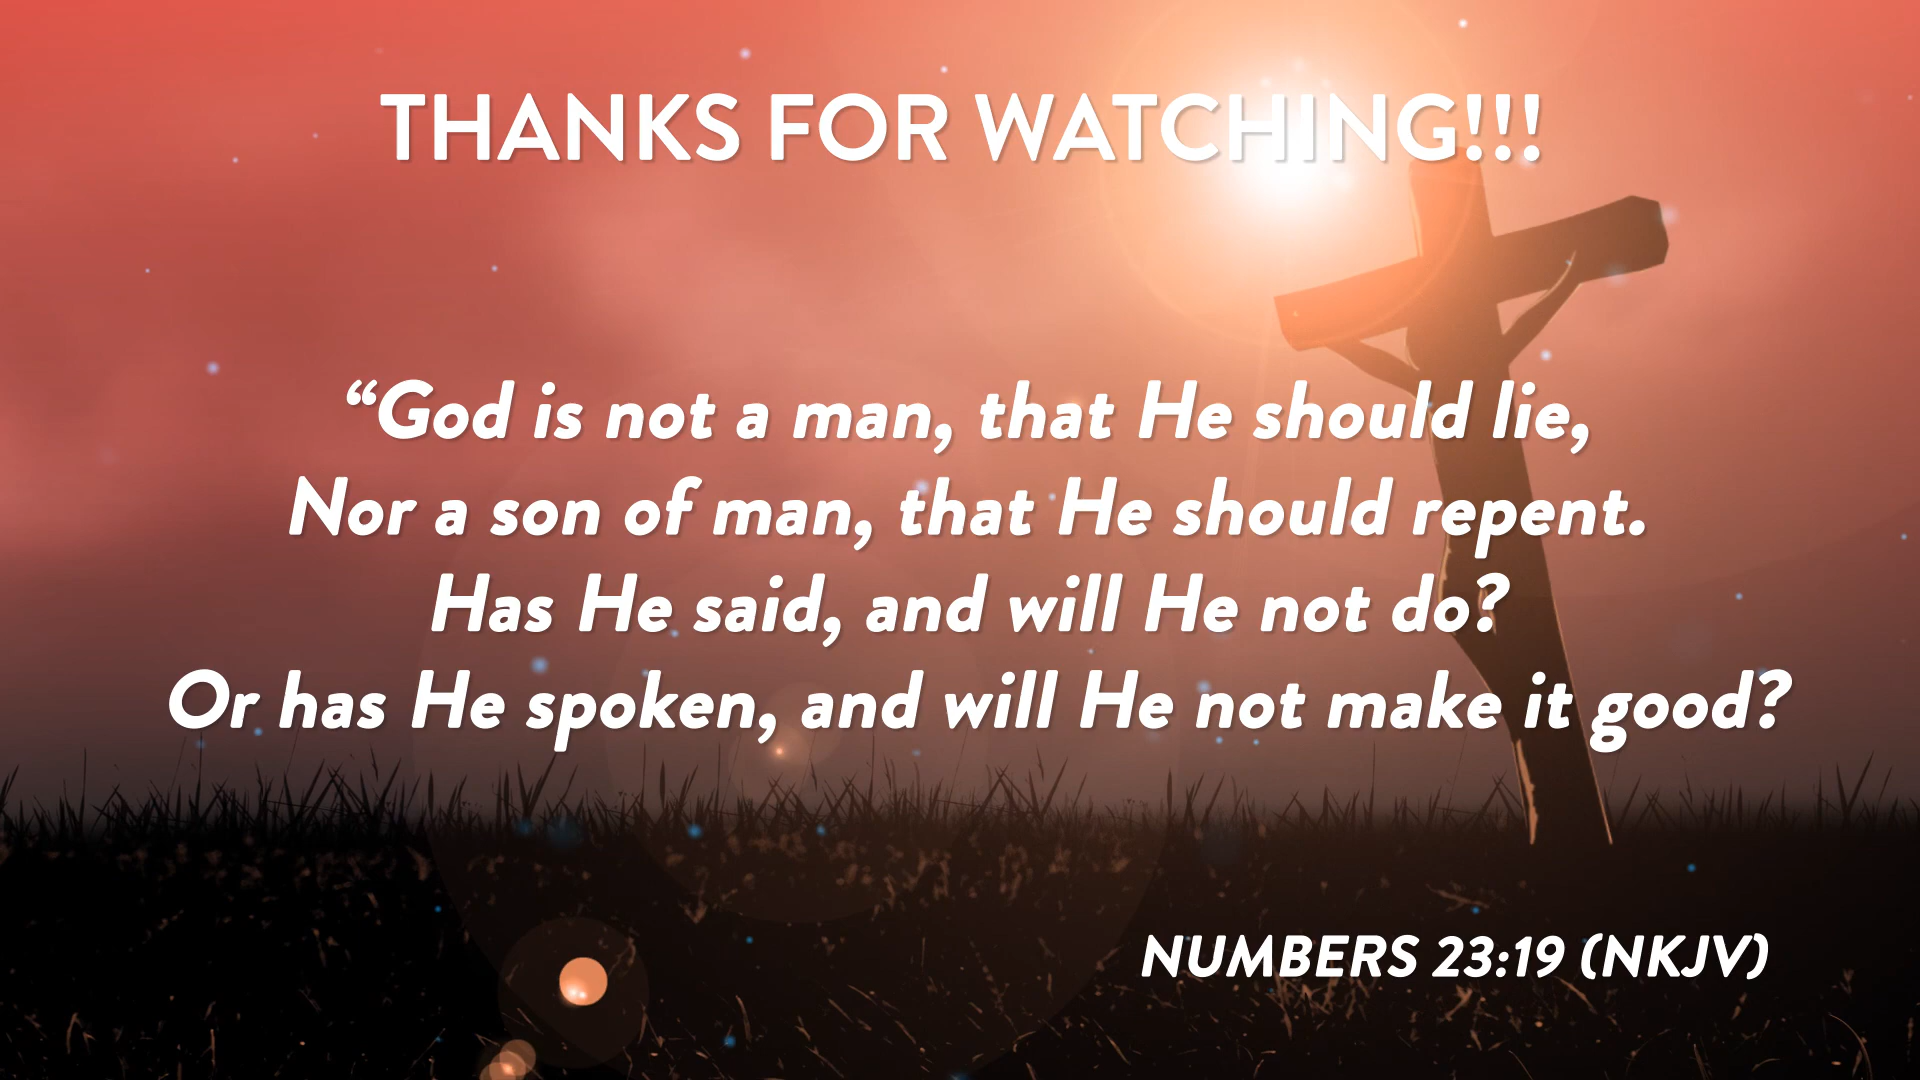 THANKS FOR WATCHING!!!
“God is not a man, that He should lie,
Nor a son of man, that He should repent.
Has He said, and will He not do?
Or has He spoken, and will He not make it good?
NUMBERS 23:19 (NKJV)